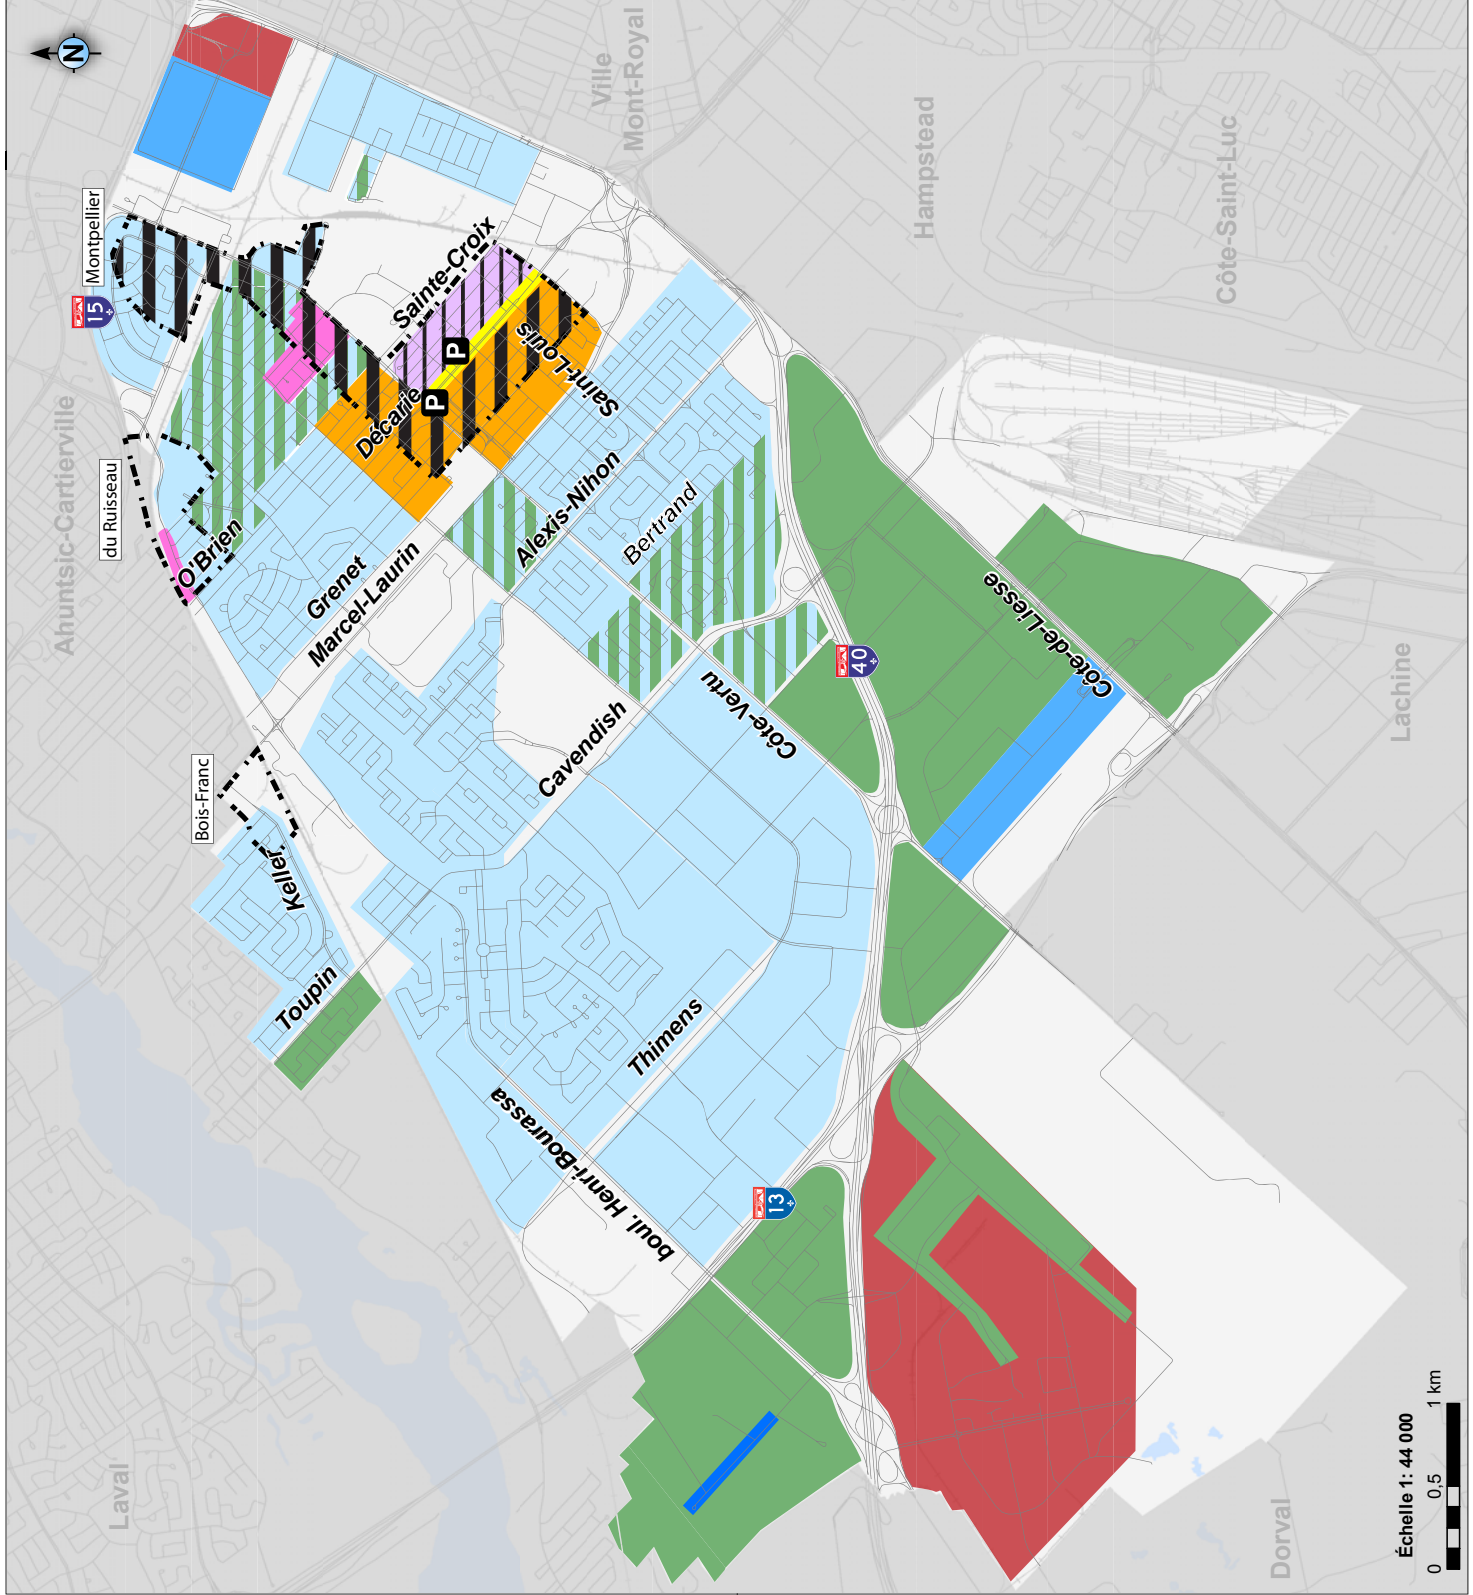 N
Ville
Mont-Royal
Hampstead
Côte-Saint-Luc
Montpellier
15
Sainte-Croix
Ahuntsic-Cartierville
du Ruisseau
P
P
Décarie
Saint-Louis
O'Brien
Grenet
Marcel-Laurin
Alexis-Nihon
Bertrand
Côte-de-Liesse
40
Lachine
Côte-Vertu
Cavendish
Bois-Franc
Keller
Toupin
Thimens
boul. Henri-Bourassa
13
Laval
Dorval
Échelle 1: 44 000
0 0,5 1 km